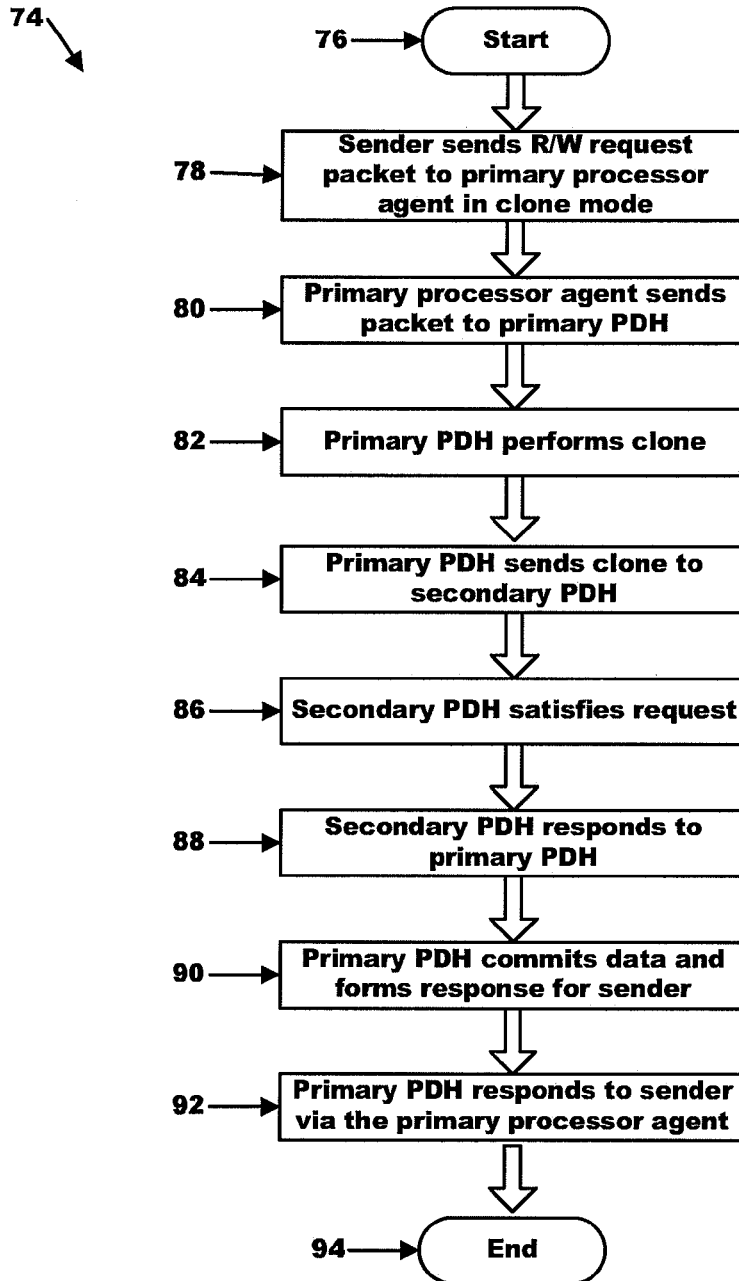 74
76
Start
78
Sender sends R/W request
packet to primary processor
agent in clone mode
80
Primary processor agent sends
packet to primary PDH
82
Primary PDH performs clone
84
Primary PDH sends clone to
secondary PDH
86
Secondary PDH satisfies request
88
Secondary PDH responds to
primary PDH
90
Primary PDH commits data and
forms response for sender
92
Primary PDH responds to sender
via the primary processor agent
94
End